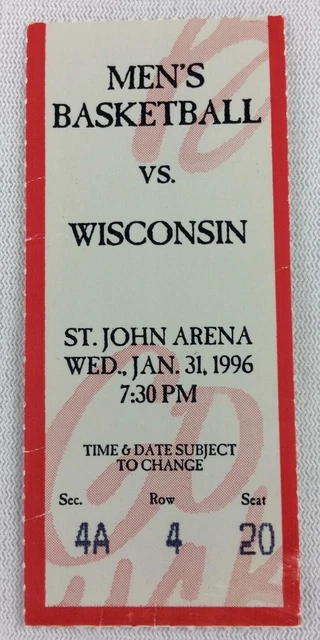 MEN'S
BASKETBALL
VS.
WISCONSIN
ST. JOHN ARENA
WED., JAN. 31, 1996
7:30 PM
TIME & DATE SUBJECT
TO CHANGE
Sec. Row Seat
4A 4 20